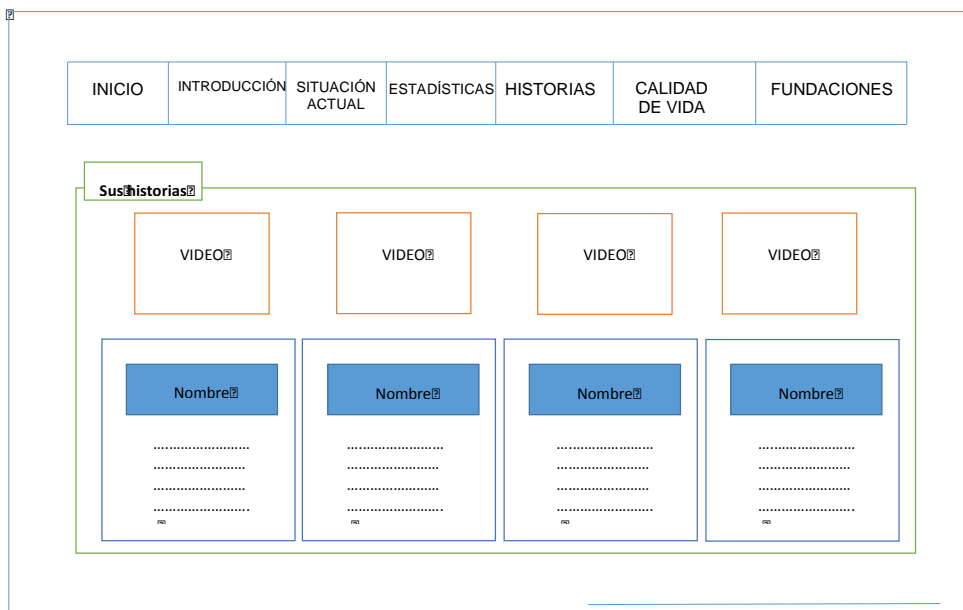 INICIO INTRODUCCIÓN SITUACIÓN ACTUAL ESTADÍSTICAS HISTORIAS CALIDAD DE VIDA FUNDACIONES
Sus historias
VIDEO VIDEO VIDEO VIDEO
Nombre Nombre Nombre Nombre
........................ ........................ ........................ ........................
....................... ....................... ....................... .......................
....................... ....................... ....................... .......................
........................ ........................ ........................ ........................